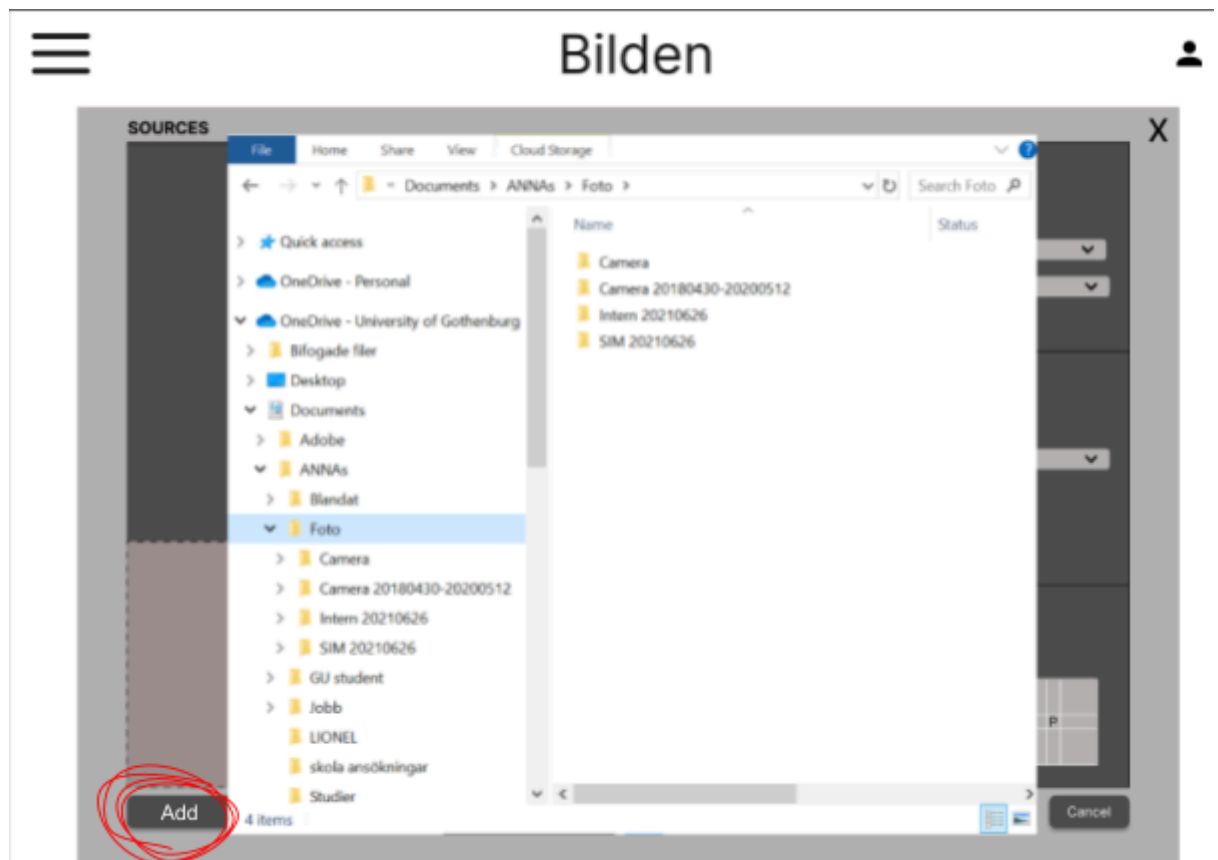 Bilden
SOURCES
X
File Home Share View Cloud Storage
Documents > ANNAs > Foto >
Search Foto
Name Status
Quick access
OneDrive - Personal
OneDrive - University of Gothenburg
Bifogade filer
Desktop
Documents
Adobe
ANNAs
Blandat
Foto
Camera
Camera 20180430-20200512
Intern 20210626
SIM 20210626
GU student
Jobb
LIONEL
skola ansökningar
Studier
Camera
Camera 20180430-20200512
Intern 20210626
SIM 20210626
P
4 items
Add
Cancel